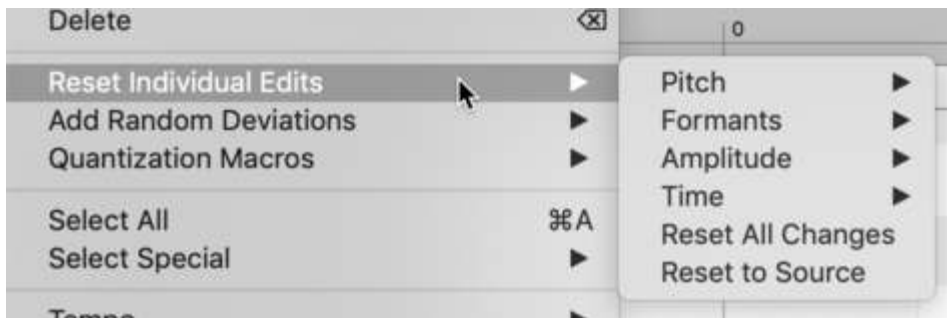 Delete ⌫
0
Reset Individual Edits
Add Random Deviations
Quantization Macros
Select All ⌘A
Select Special
Tempo
Pitch
Formants
Amplitude
Time
Reset All Changes
Reset to Source